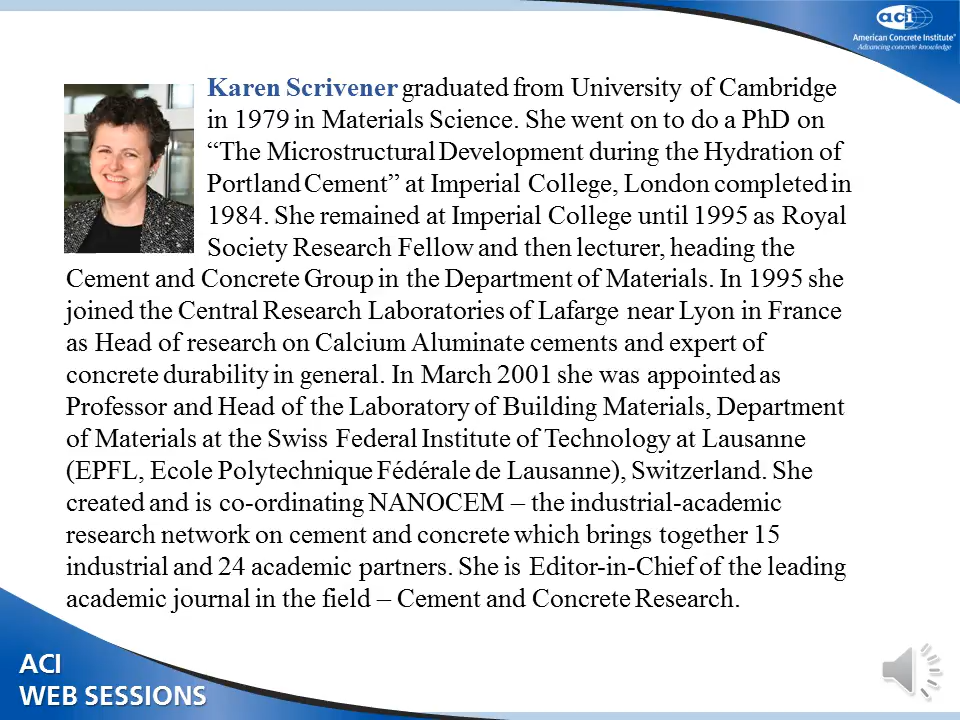 aci
American Concrete Institute®
Advancing concrete knowledge
Karen Scrivener graduated from University of Cambridge
in 1979 in Materials Science. She went on to do a PhD on
“The Microstructural Development during the Hydration of
Portland Cement” at Imperial College, London completed in
1984. She remained at Imperial College until 1995 as Royal
Society Research Fellow and then lecturer, heading the
Cement and Concrete Group in the Department of Materials. In 1995 she
joined the Central Research Laboratories of Lafarge near Lyon in France
as Head of research on Calcium Aluminate cements and expert of
concrete durability in general. In March 2001 she was appointed as
Professor and Head of the Laboratory of Building Materials, Department
of Materials at the Swiss Federal Institute of Technology at Lausanne
(EPFL, Ecole Polytechnique Fédérale de Lausanne), Switzerland. She
created and is co-ordinating NANOCEM – the industrial-academic
research network on cement and concrete which brings together 15
industrial and 24 academic partners. She is Editor-in-Chief of the leading
academic journal in the field – Cement and Concrete Research.
ACI
WEB SESSIONS